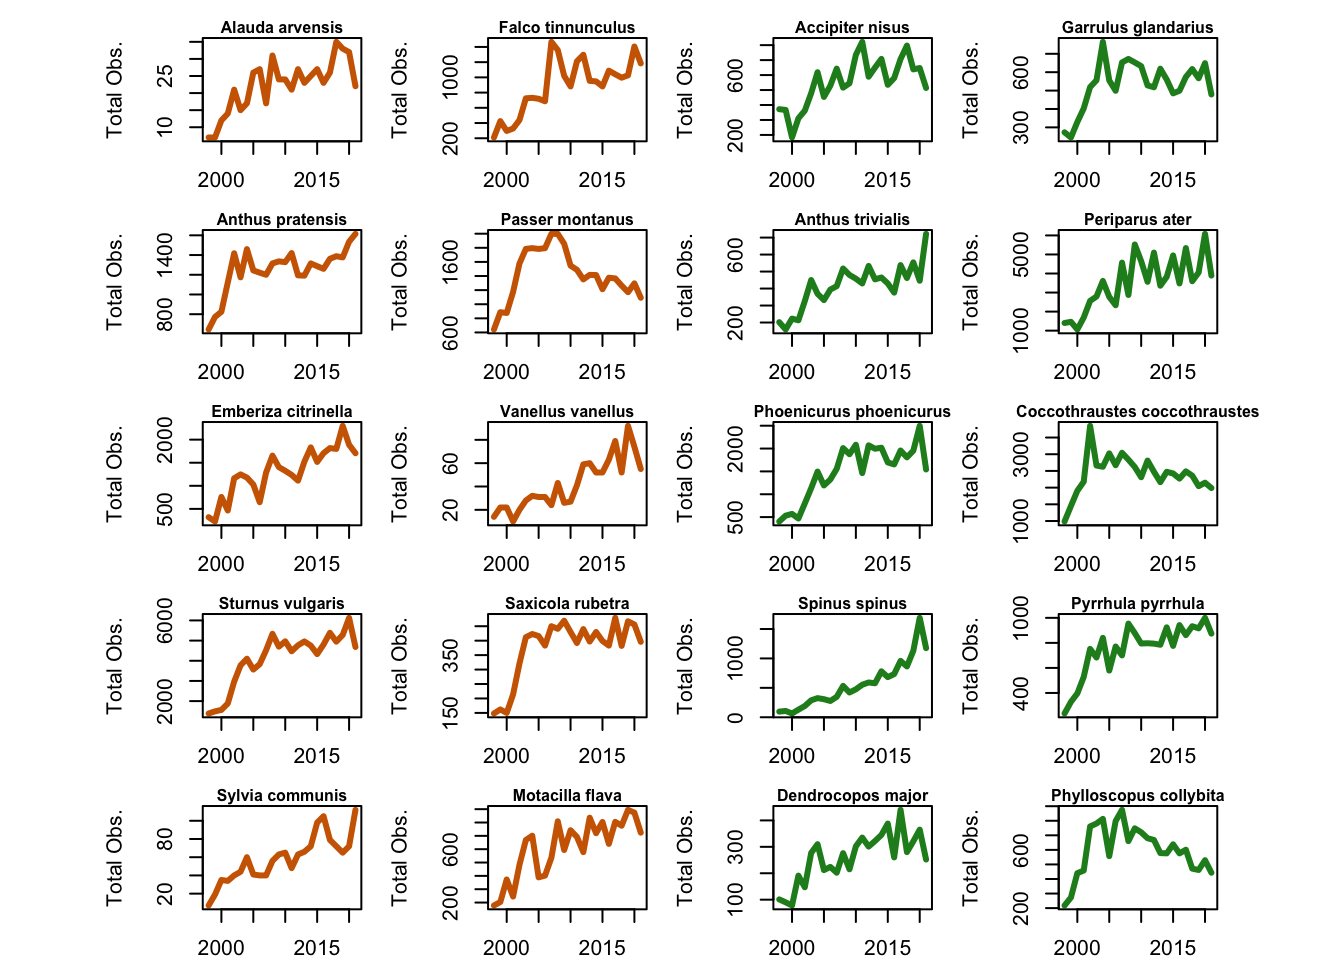 Alauda arvensis
Total Obs.
10 25
2000 2015
Falco tinnunculus
Total Obs.
200 1000
2000 2015
Accipiter nisus
Total Obs.
200 600
2000 2015
Garrulus glandarius
Total Obs.
300 600
2000 2015
Anthus pratensis
Total Obs.
800 1400
2000 2015
Passer montanus
Total Obs.
600 1600
2000 2015
Anthus trivialis
Total Obs.
200 600
2000 2015
Periparus ater
Total Obs.
1000 5000
2000 2015
Emberiza citrinella
Total Obs.
500 2000
2000 2015
Vanellus vanellus
Total Obs.
20 60
2000 2015
Phoenicurus phoenicurus
Total Obs.
500 2000
2000 2015
Coccothraustes coccothraustes
Total Obs.
1000 3000
2000 2015
Sturnus vulgaris
Total Obs.
2000 6000
2000 2015
Saxicola rubetra
Total Obs.
150 350
2000 2015
Spinus spinus
Total Obs.
0 1000
2000 2015
Pyrrhula pyrrhula
Total Obs.
400 1000
2000 2015
Sylvia communis
Total Obs.
20 80
2000 2015
Motacilla flava
Total Obs.
200 600
2000 2015
Dendrocopos major
Total Obs.
100 300
2000 2015
Phylloscopus collybita
Total Obs.
200 600
2000 2015